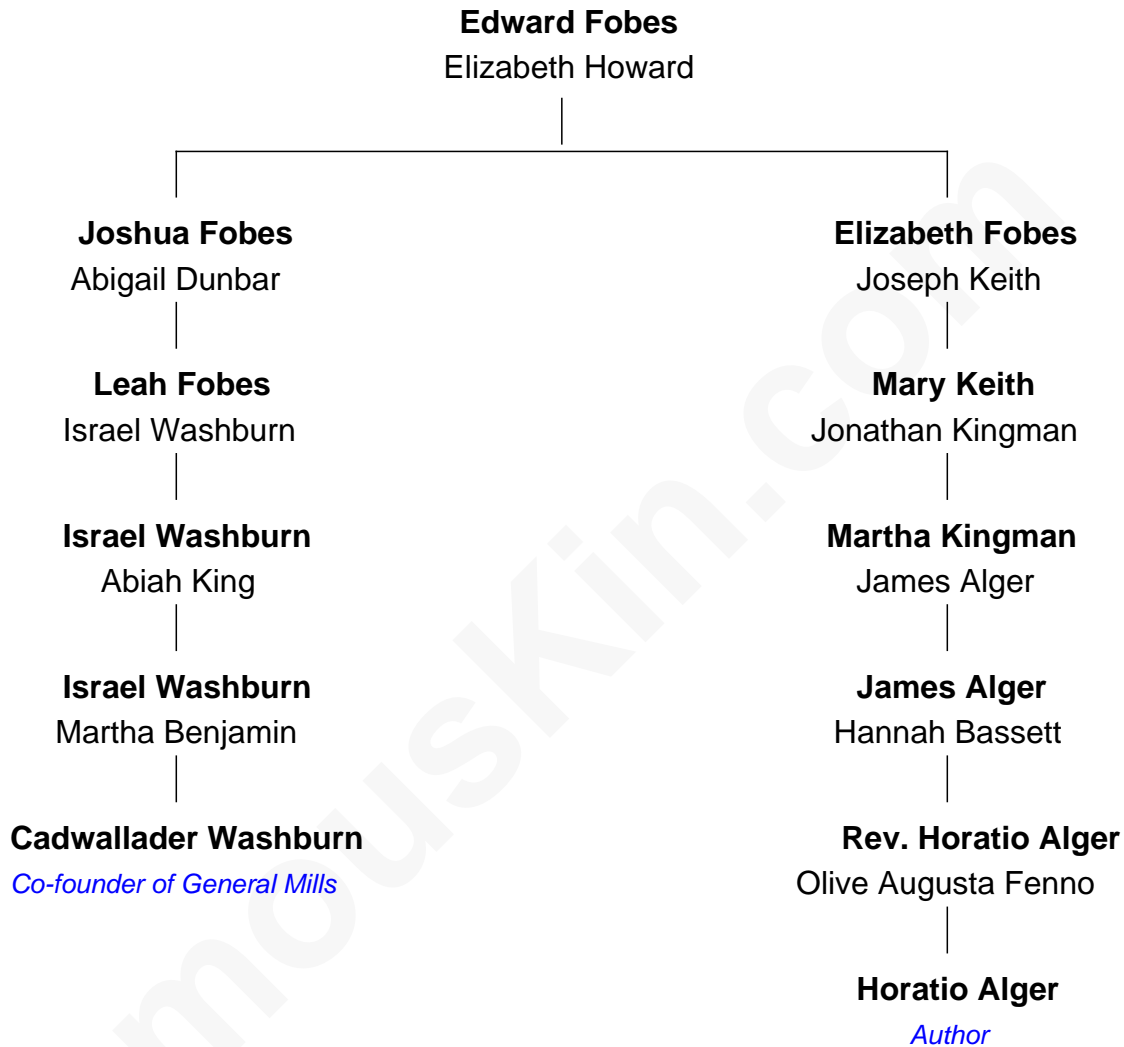 Edward Fobes
Elizabeth Howard
Joshua Fobes
Abigail Dunbar
Elizabeth Fobes
Joseph Keith
Leah Fobes
Israel Washburn
Mary Keith
Jonathan Kingman
Israel Washburn
Abiah King
Martha Kingman
James Alger
Israel Washburn
Martha Benjamin
James Alger
Hannah Bassett
Cadwallader Washburn
Co-founder of General Mills
Rev. Horatio Alger
Olive Augusta Fenno
Horatio Alger
Author
mousKin.com